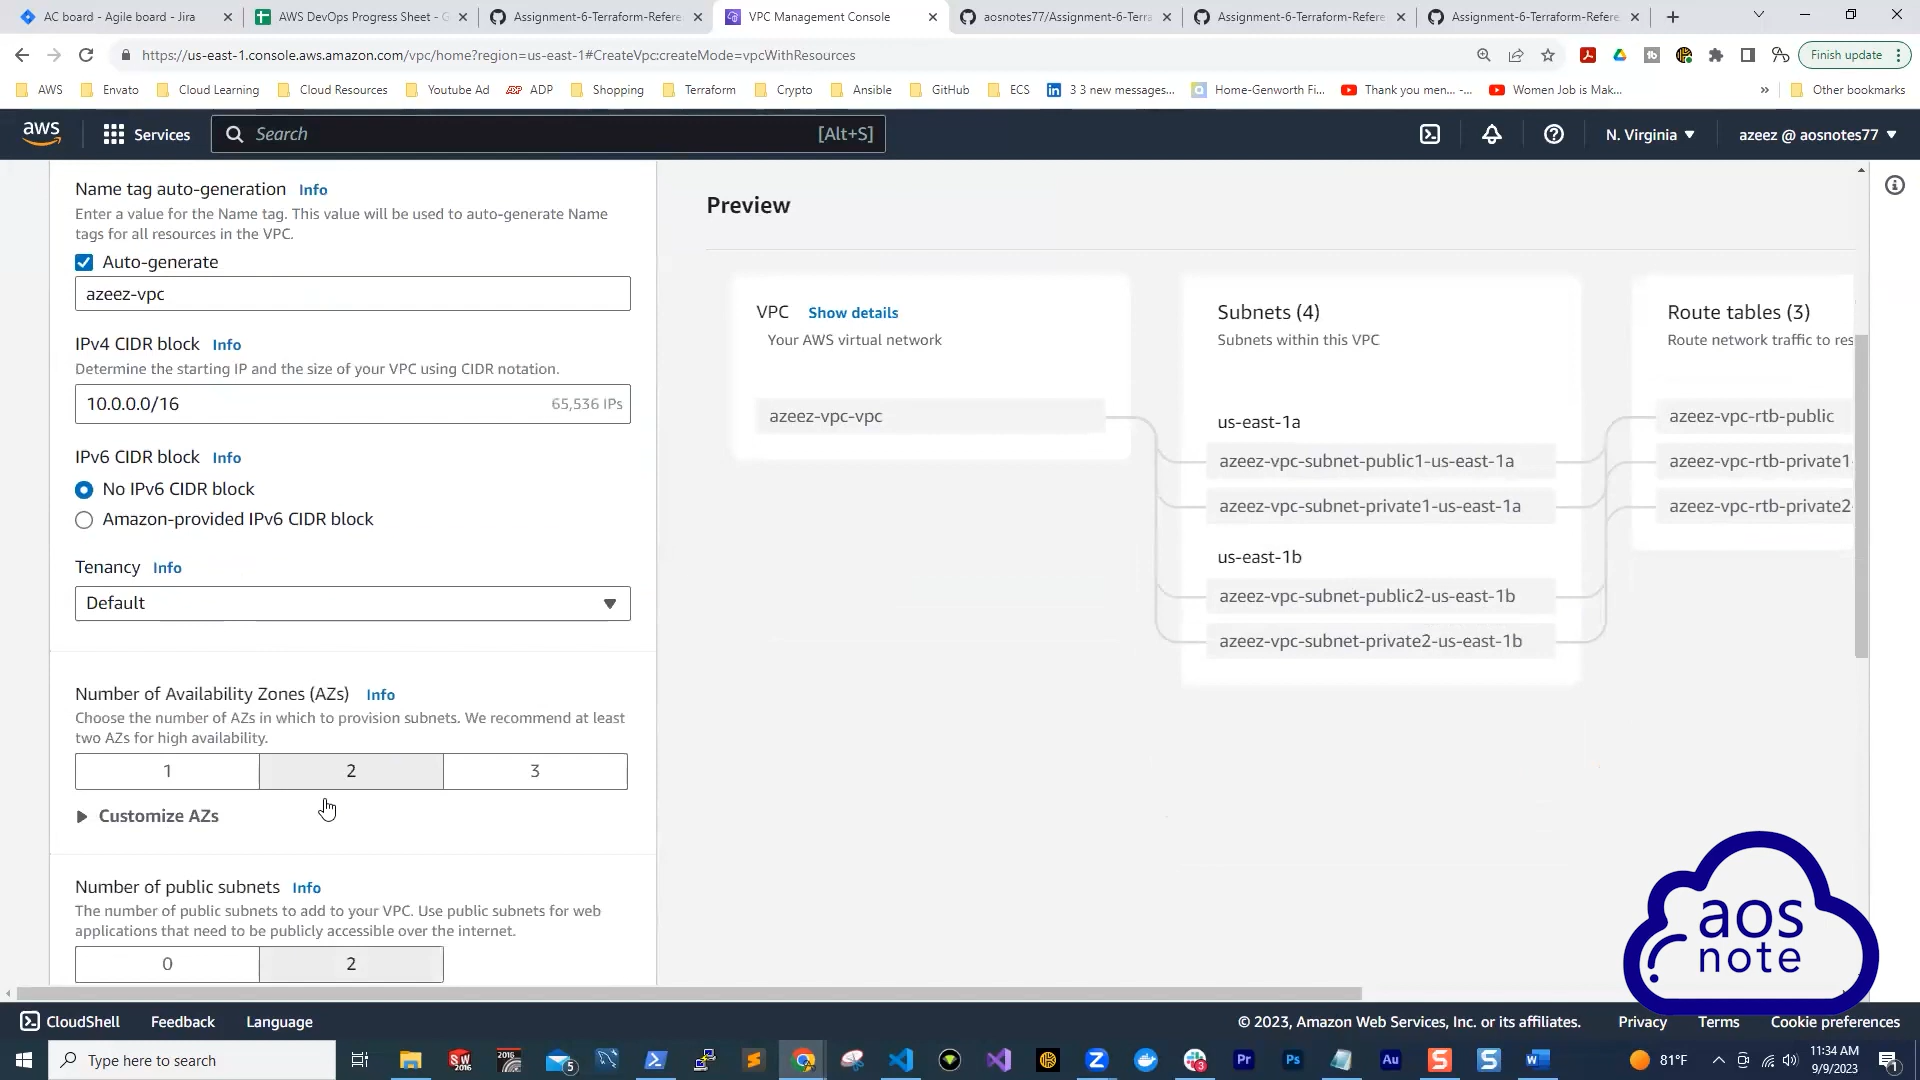 AC board - Agile board - Jira
AWS DevOps Progress Sheet - G
Assignment-6-Terraform-Refere
VPC Management Console
aosnotes77/Assignment-6-Terra
Assignment-6-Terraform-Refere
Assignment-6-Terraform-Refere
https://us-east-1.console.aws.amazon.com/vpc/home?region=us-east-1#CreateVpc:createMode=vpcWithResources
Finish update
AWS
Envato
Cloud Learning
Cloud Resources
Youtube Ad
ADP
Shopping
Terraform
Crypto
Ansible
GitHub
ECS
3 3 new messages...
Home-Genworth Fi...
Thank you men... -...
Women Job is Mak...
»
Other bookmarks
aws
Services
Search
[Alt+S]
N. Virginia
azeez @ aosnotes77
Name tag auto-generation Info
Enter a value for the Name tag. This value will be used to auto-generate Name
tags for all resources in the VPC.
Auto-generate
azeez-vpc
IPv4 CIDR block Info
Determine the starting IP and the size of your VPC using CIDR notation.
10.0.0.0/16
65,536 IPs
IPv6 CIDR block Info
No IPv6 CIDR block
Amazon-provided IPv6 CIDR block
Tenancy Info
Default
Number of Availability Zones (AZs) Info
Choose the number of AZs in which to provision subnets. We recommend at least
two AZs for high availability.
1
2
3
Customize AZs
Number of public subnets Info
The number of public subnets to add to your VPC. Use public subnets for web
applications that need to be publicly accessible over the internet.
0
2
Preview
VPC Show details
Your AWS virtual network
azeez-vpc-vpc
Subnets (4)
Subnets within this VPC
us-east-1a
azeez-vpc-subnet-public1-us-east-1a
azeez-vpc-subnet-private1-us-east-1a
us-east-1b
azeez-vpc-subnet-public2-us-east-1b
azeez-vpc-subnet-private2-us-east-1b
Route tables (3)
Route network traffic to res
azeez-vpc-rtb-public
azeez-vpc-rtb-private1-
azeez-vpc-rtb-private2-
aos
note
CloudShell
Feedback
Language
© 2023, Amazon Web Services, Inc. or its affiliates.
Privacy
Terms
Cookie preferences
Type here to search
81°F
11:34 AM
9/9/2023